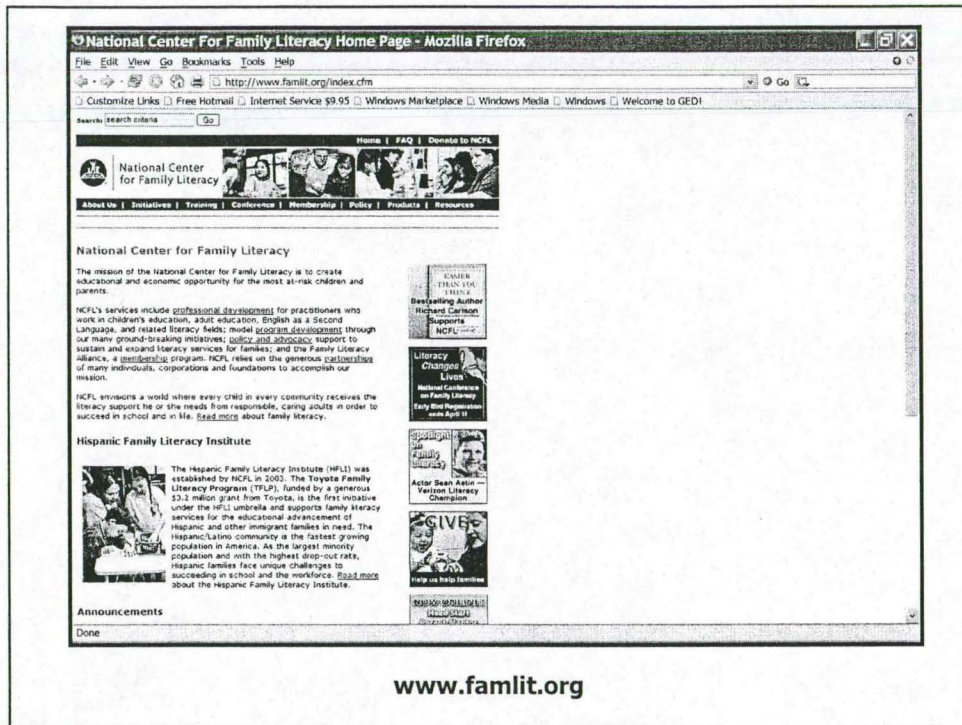 National Center For Family Literacy Home Page - Mozilla Firefox
File Edit View Go Bookmarks Tools Help
http://www.famlit.org/index.cfm
Go
Customize Links Free Hotmail Internet Service $9.95 Windows Marketplace Windows Media Windows Welcome to GED!
Search: search criteria Go
Home | FAQ | Donate to NCFL
National Center
for Family Literacy
About Us | Initiatives | Training | Conference | Membership | Policy | Products | Resources
National Center for Family Literacy
The mission of the National Center for Family Literacy is to create
educational and economic opportunity for the most at-risk children and
parents.
NCFL's services include professional development for practitioners who
work in children's education, adult education, English as a Second
Language, and related literacy fields; model program development through
our many ground-breaking initiatives; policy and advocacy support to
sustain and expand literacy services for families; and the Family Literacy
Alliance, a membership program. NCFL relies on the generous partnerships
of many individuals, corporations and foundations to accomplish our
mission.
NCFL envisions a world where every child in every community receives the
literacy support he or she needs from responsible, caring adults in order to
succeed in school and in life. Read more about family literacy.
Hispanic Family Literacy Institute
The Hispanic Family Literacy Institute (HFLI) was
established by NCFL in 2003. The Toyota Family
Literacy Program (TFLP), funded by a generous
$3.2 million grant from Toyota, is the first initiative
under the HFLI umbrella and supports family literacy
services for the educational advancement of
Hispanic and other immigrant families in need. The
Hispanic/Latino community is the fastest growing
population in America. As the largest minority
population and with the highest drop-out rate,
Hispanic families face unique challenges to
succeeding in school and the workforce. Read more
about the Hispanic Family Literacy Institute.
Announcements
EASIER
THAN YOU
THINK
Bestselling Author
Richard Carlson
Supports
NCFL
Literacy
Changes
Lives
National Conference
on Family Literacy
Early Bird Registration
ends April 11
Spotlight
on
Family
Literacy
Actor Sean Astin —
Verizon Literacy
Champion
GIVE
Help us help families
Head Start
Done
www.famlit.org